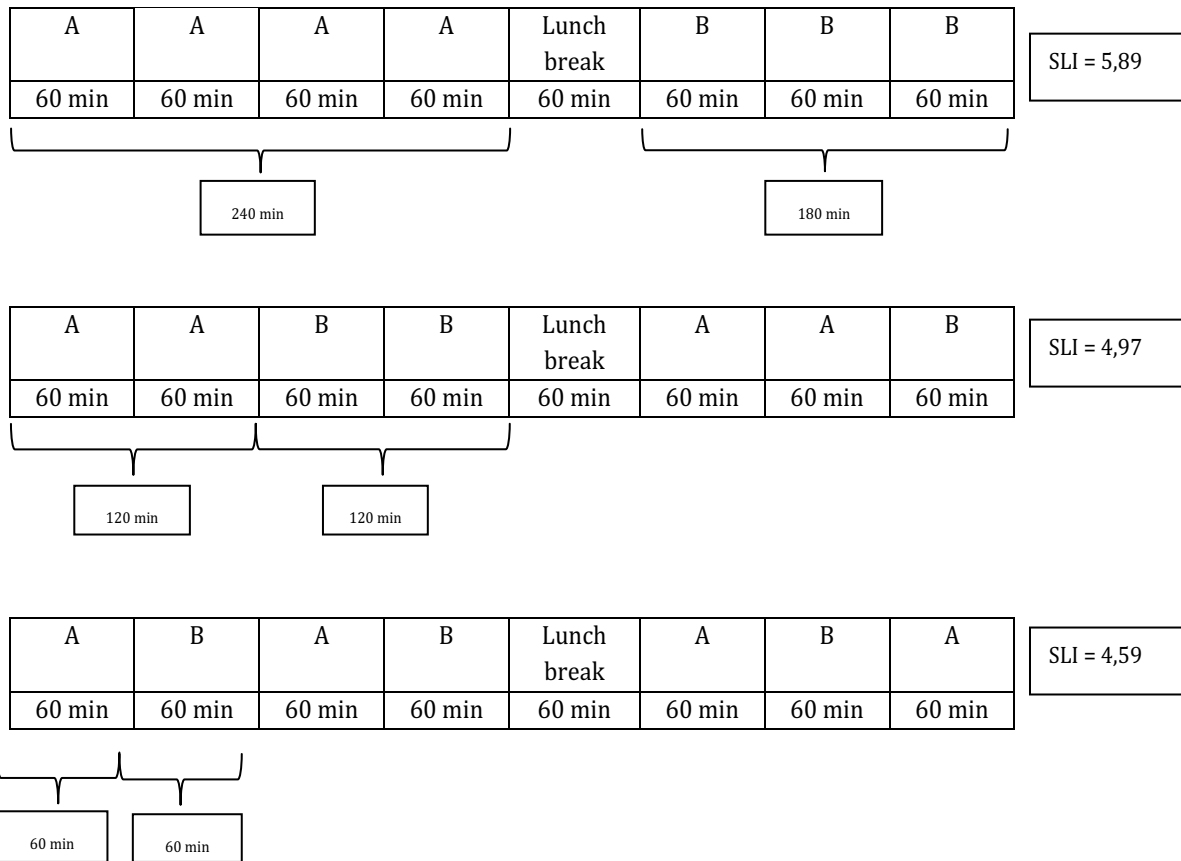 A A A A Lunch break B B B
60 min 60 min 60 min 60 min 60 min 60 min 60 min 60 min
SLI = 5,89
240 min 180 min
A A B B Lunch break A A B
60 min 60 min 60 min 60 min 60 min 60 min 60 min 60 min
SLI = 4,97
120 min 120 min
A B A B Lunch break A B A
60 min 60 min 60 min 60 min 60 min 60 min 60 min 60 min
SLI = 4,59
60 min 60 min